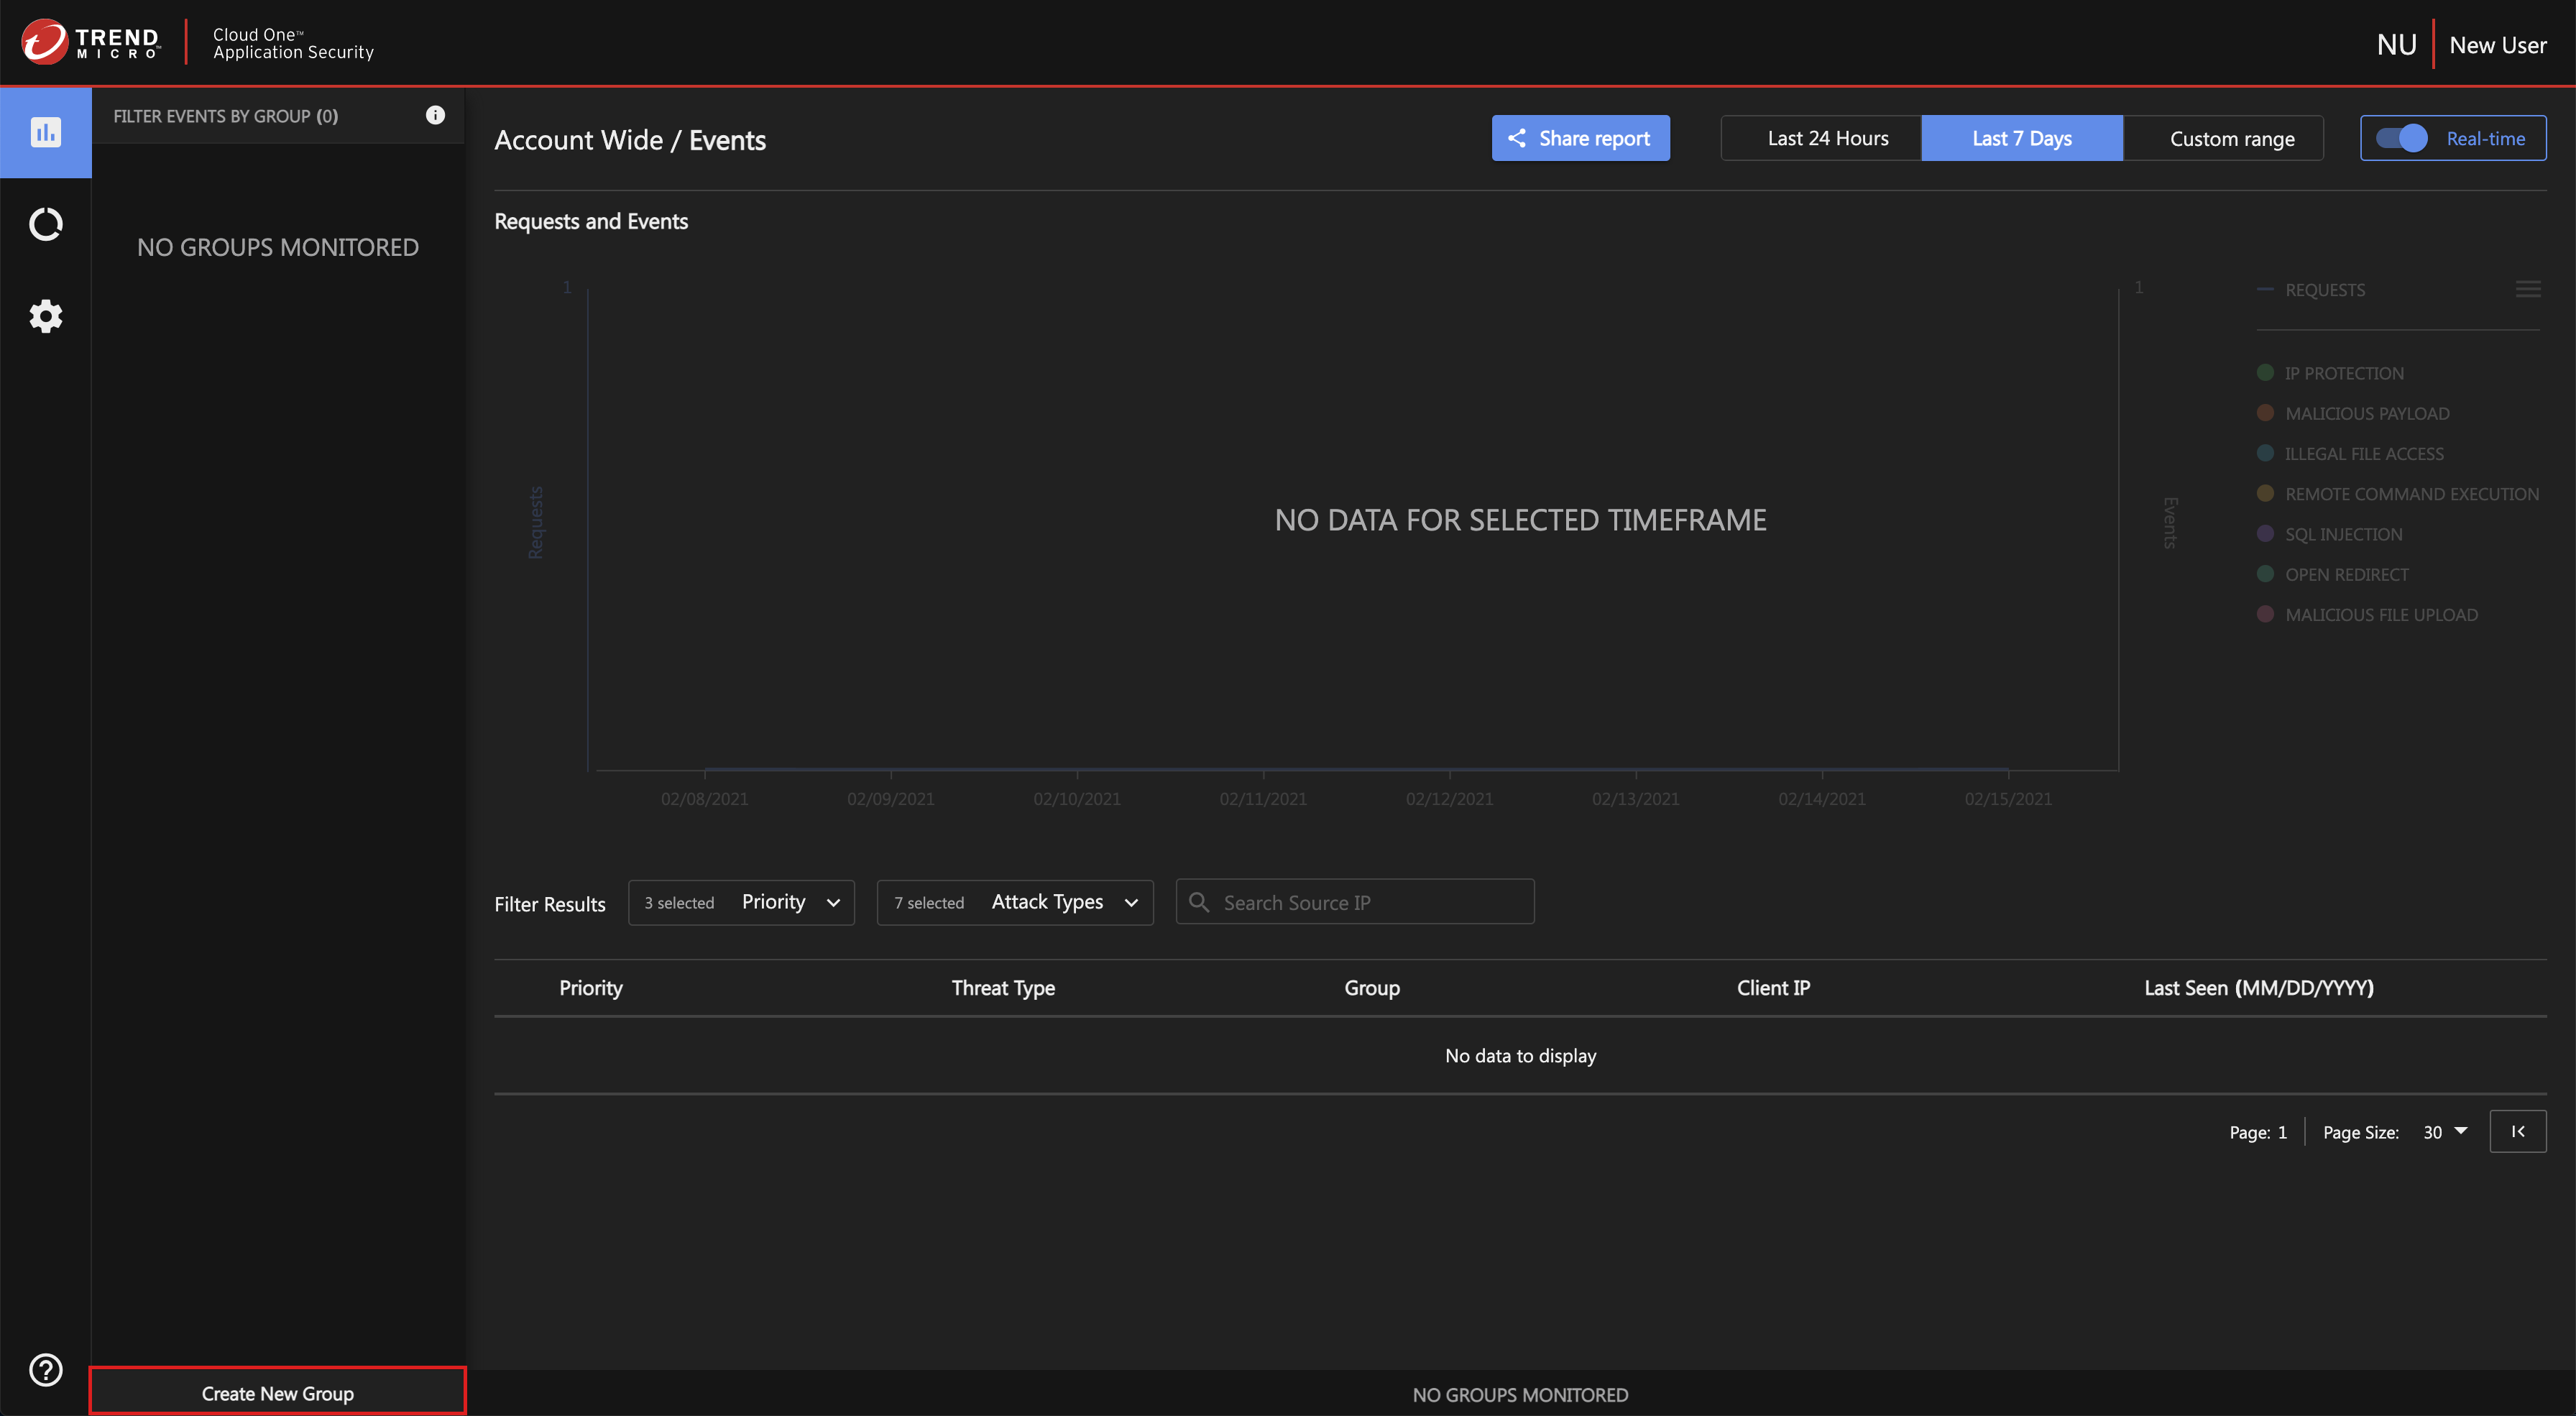 TREND
MICRO™
Cloud One™
Application Security
NU
New User
FILTER EVENTS BY GROUP (0)
NO GROUPS MONITORED
Account Wide / Events
Share report
Last 24 Hours
Last 7 Days
Custom range
Real-time
Requests and Events
1
1
Requests
NO DATA FOR SELECTED TIMEFRAME
Events
REQUESTS
IP PROTECTION
MALICIOUS PAYLOAD
ILLEGAL FILE ACCESS
REMOTE COMMAND EXECUTION
SQL INJECTION
OPEN REDIRECT
MALICIOUS FILE UPLOAD
02/08/2021
02/09/2021
02/10/2021
02/11/2021
02/12/2021
02/13/2021
02/14/2021
02/15/2021
Filter Results
3 selected Priority
7 selected Attack Types
Search Source IP
Priority
Threat Type
Group
Client IP
Last Seen (MM/DD/YYYY)
No data to display
Page: 1
Page Size: 30
Create New Group
NO GROUPS MONITORED